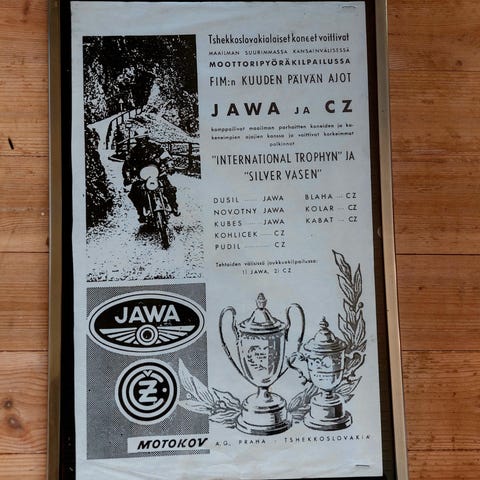 Tshekkoslovakialaiset koneet voittivat
MAAILMAN SUURIMMASSA KANSAINVÄLISESSÄ
MOOTTORIPYÖRÄKILPAILUSSA
FIM:n KUUDEN PÄIVÄN AJOT
JAWA JA CZ
kamppailivat maailman parhaitten koneiden ja ko-
keneimpien ajajien kanssa ja voittivat korkeimmat
palkinnot
"INTERNATIONAL TROPHYN" JA
"SILVER VASEN"
DUSIL JAWA
NOVOTNY JAWA
KUBES JAWA
KOHLICEK CZ
PUDIL CZ
BLAHA CZ
KOLAR CZ
KABAT CZ
Tehtaiden välisissä joukkuekilpailuissa:
1) JAWA, 2) CZ
JAWA
ČZ
MOTOKOV A.G. PRAHA - TSHEKKOSLOVAKIA